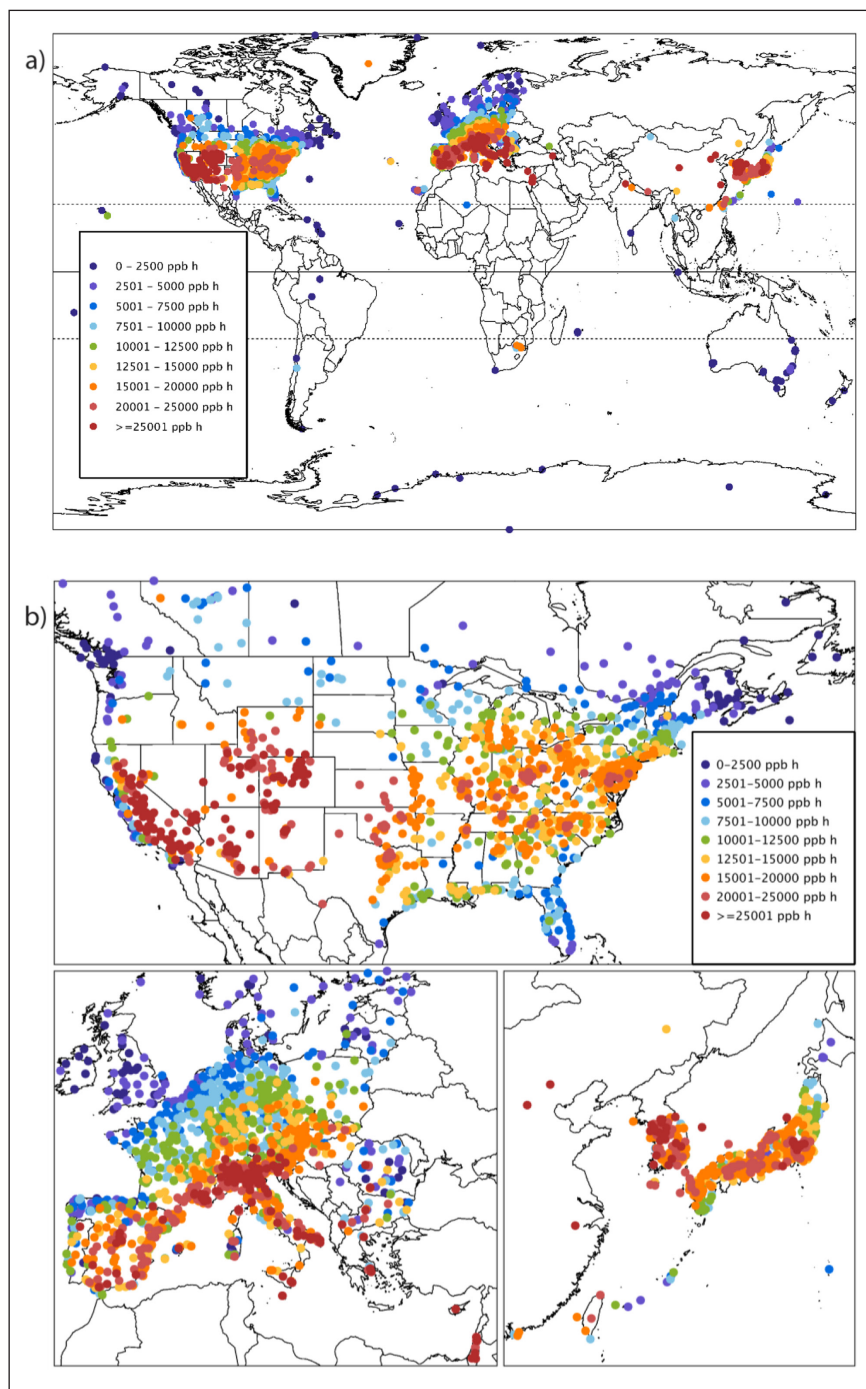 a)
0 – 2500 ppb h
2501 – 5000 ppb h
5001 – 7500 ppb h
7501 – 10000 ppb h
10001 – 12500 ppb h
12501 – 15000 ppb h
15001 – 20000 ppb h
20001 – 25000 ppb h
>=25001 ppb h
b)
0–2500 ppb h
2501–5000 ppb h
5001–7500 ppb h
7501–10000 ppb h
10001–12500 ppb h
12501–15000 ppb h
15001–20000 ppb h
20001–25000 ppb h
>=25001 ppb h